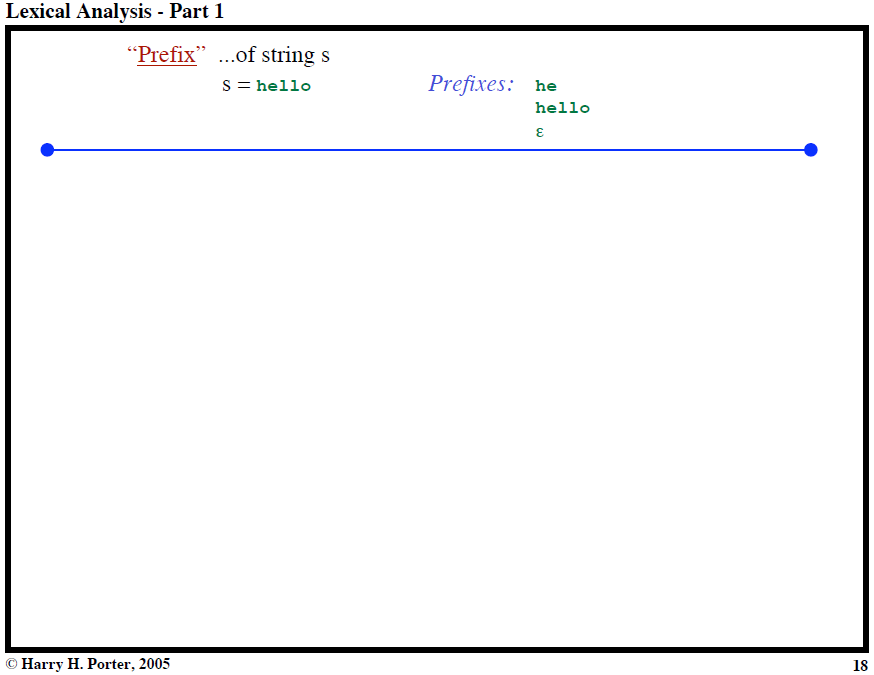 Lexical Analysis - Part 1
“Prefix” ...of string s
s = hello Prefixes: he
hello
ε
© Harry H. Porter, 2005 18